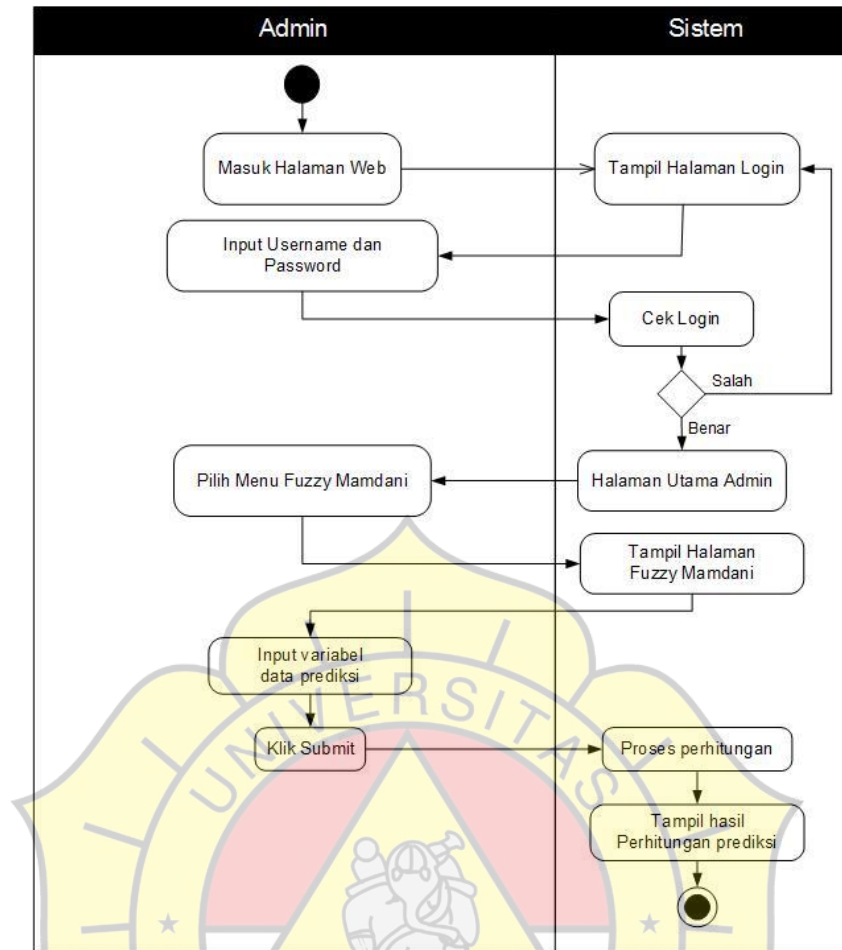 Admin
Sistem
Masuk Halaman Web
Tampil Halaman Login
Input Username dan
Password
Cek Login
Salah
Benar
Pilih Menu Fuzzy Mamdani
Halaman Utama Admin
Tampil Halaman
Fuzzy Mamdani
Input variabel
data prediksi
UNIVERSITAS
Klik Submit
Proses perhitungan
Tampil hasil
Perhitungan prediksi